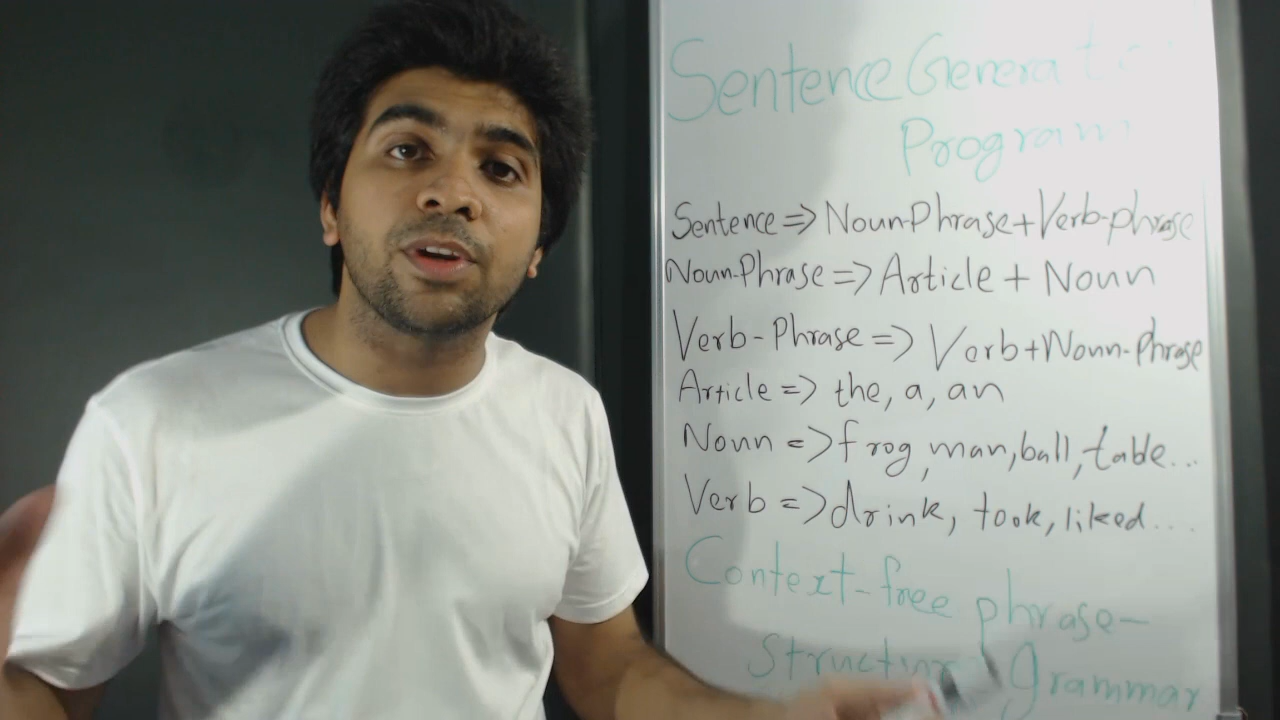 Sentence Generat
Program
Sentence => Noun-Phrase+Verb-phrase
Noun-Phrase => Article + Noun
Verb-Phrase => Verb+Noun-Phrase
Article => the, a, an
Noun => frog, man, ball, table...
Verb => drink, took, liked....
Context-free phrase-
Structure grammar